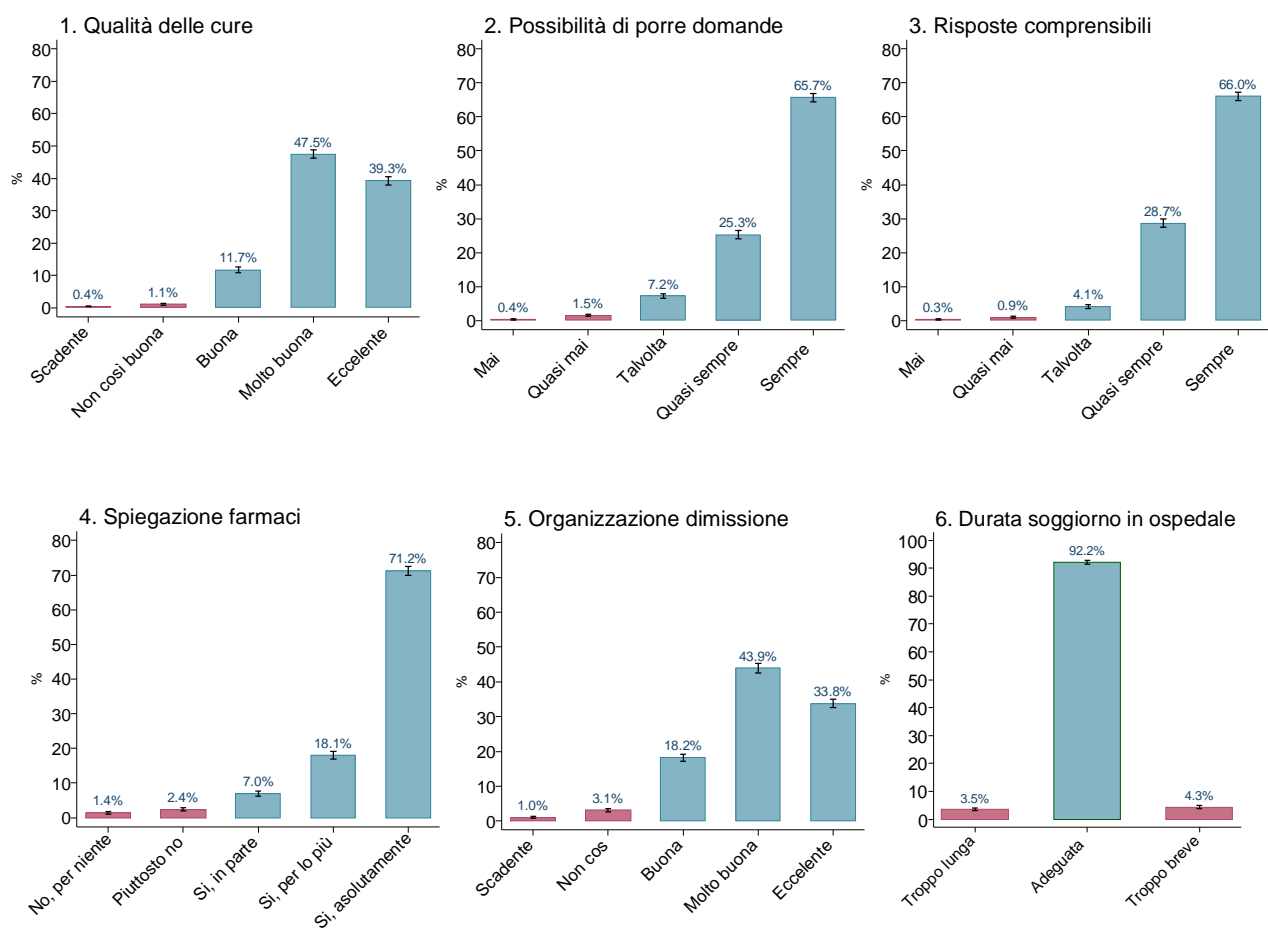 1. Qualità delle cure
80
70
60
50
40
30
20
10
0
%
0.4%
1.1%
11.7%
47.5%
39.3%
Scadente
Non così buona
Buona
Molto buona
Eccelente
2. Possibilità di porre domande
80
70
60
50
40
30
20
10
0
%
0.4%
1.5%
7.2%
25.3%
65.7%
Mai
Quasi mai
Talvolta
Quasi sempre
Sempre
3. Risposte comprensibili
80
70
60
50
40
30
20
10
0
%
0.3%
0.9%
4.1%
28.7%
66.0%
Mai
Quasi mai
Talvolta
Quasi sempre
Sempre
4. Spiegazione farmaci
80
70
60
50
40
30
20
10
0
%
1.4%
2.4%
7.0%
18.1%
71.2%
No, per niente
Piuttosto no
Si, in parte
Si, per lo più
Si, asolutamente
5. Organizzazione dimissione
80
70
60
50
40
30
20
10
0
%
1.0%
3.1%
18.2%
43.9%
33.8%
Scadente
Non cos
Buona
Molto buona
Eccelente
6. Durata soggiorno in ospedale
100
90
80
70
60
50
40
30
20
10
0
%
3.5%
92.2%
4.3%
Troppo lunga
Adeguata
Troppo breve